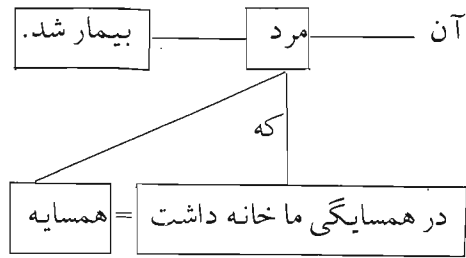 آن مرد بیمار شد.
که
در همسایگی ما خانه داشت = همسایه